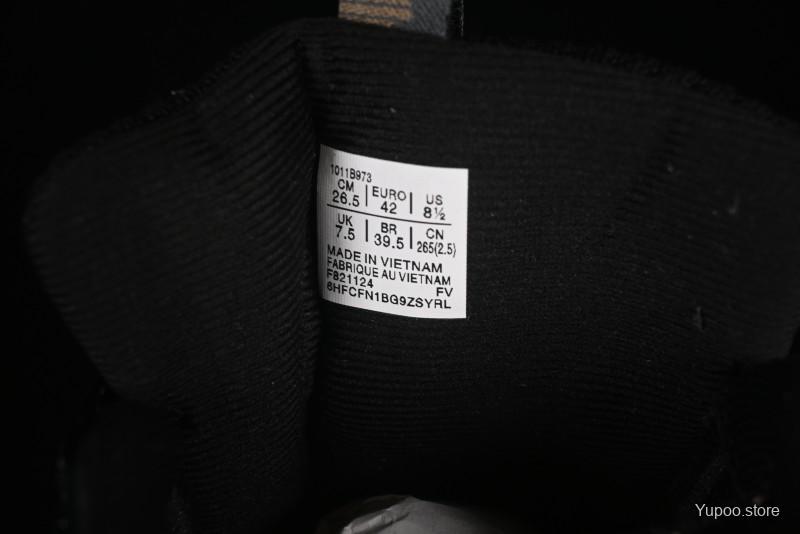 1011B973
CM EURO US
26.5 42 8½
UK BR CN
7.5 39.5 265(2.5)
MADE IN VIETNAM
FABRIQUE AU VIETNAM
F821124 FV
6HFCFN1BG9ZSYRL
Yupoo.store